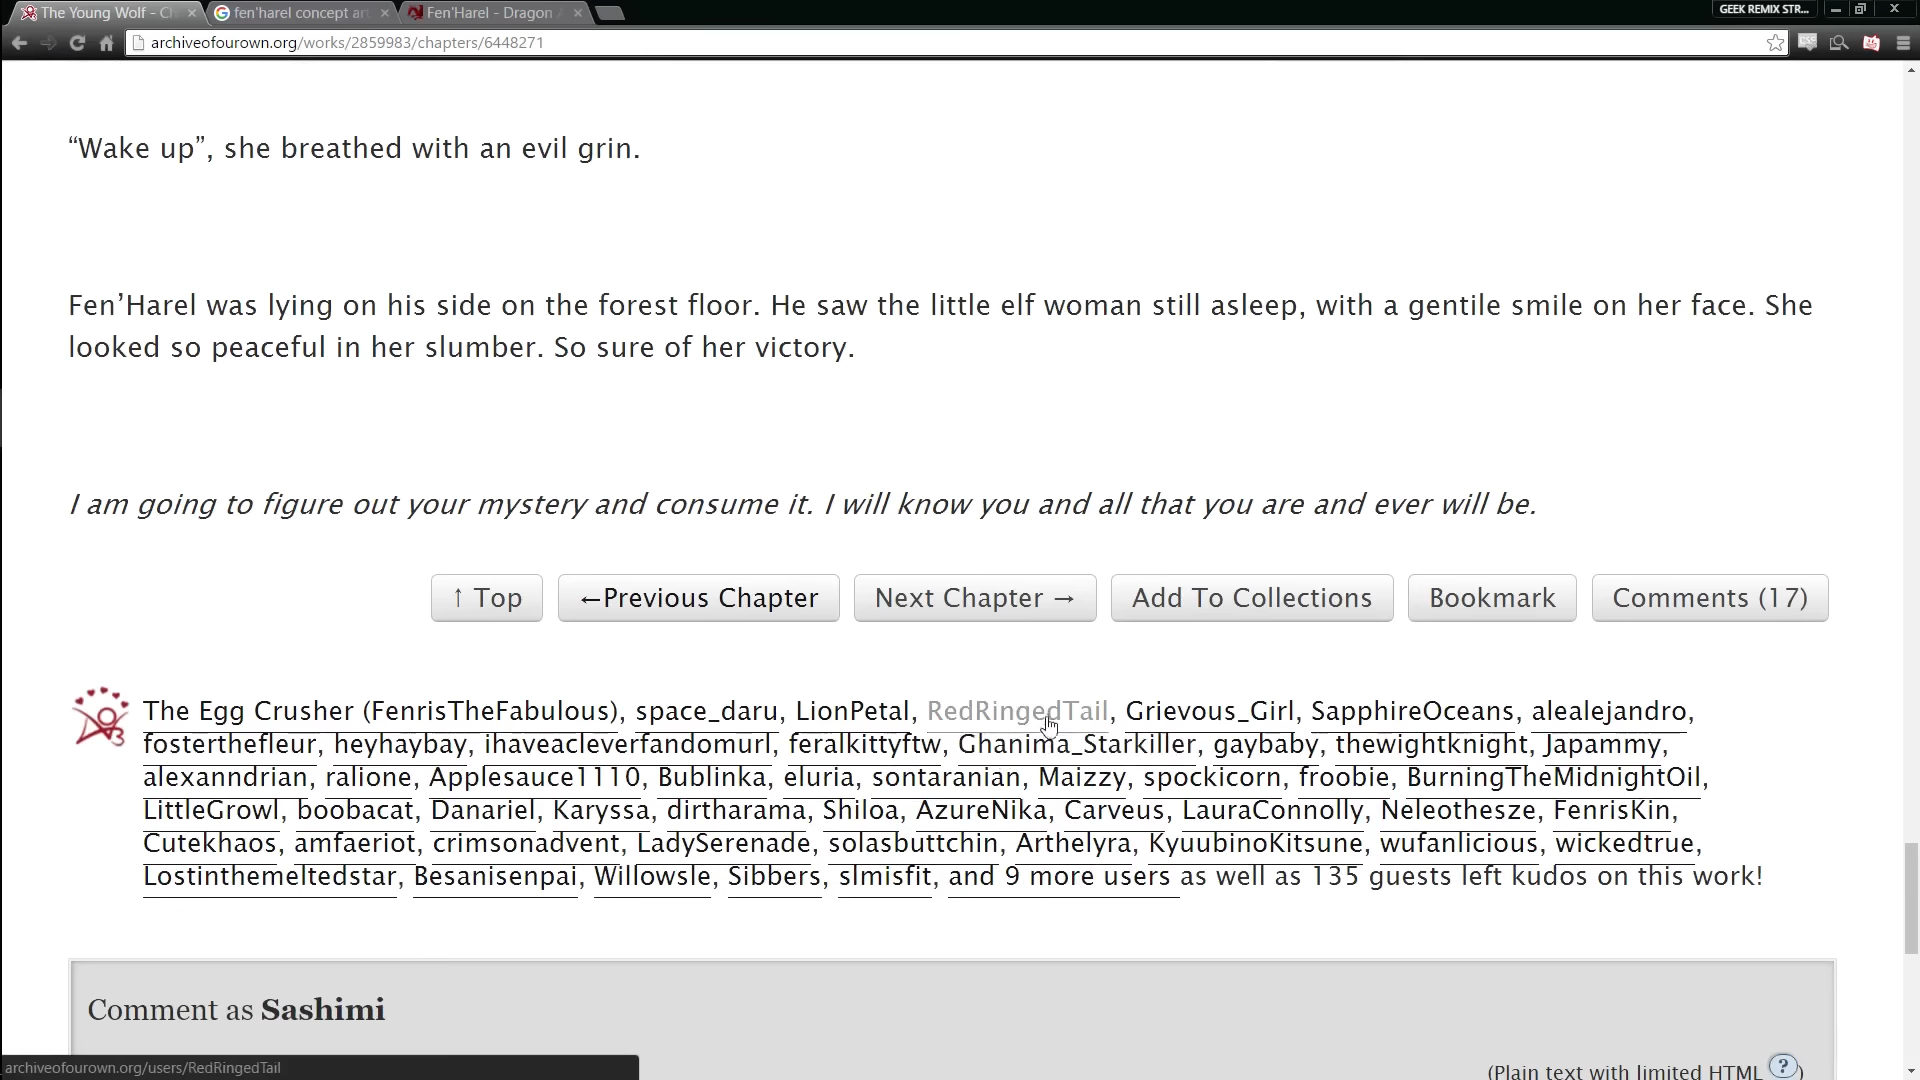 The Young Wolf - Ch
fen'harel concept ar
Fen'Harel - Dragon
GEEK REMIX STR...
archiveofourown.org/works/2859983/chapters/6448271
“Wake up”, she breathed with an evil grin.
Fen’Harel was lying on his side on the forest floor. He saw the little elf woman still asleep, with a gentile smile on her face. She
looked so peaceful in her slumber. So sure of her victory.
I am going to figure out your mystery and consume it. I will know you and all that you are and ever will be.
↑ Top
←Previous Chapter
Next Chapter →
Add To Collections
Bookmark
Comments (17)
The Egg Crusher (FenrisTheFabulous), space_daru, LionPetal, RedRingedTail, Grievous_Girl, SapphireOceans, alealejandro,
fosterthefleur, heyhaybay, ihaveacleverfandomurl, feralkittyftw, Ghanima_Starkiller, gaybaby, thewightknight, Japammy,
alexanndrian, ralione, Applesauce1110, Bublinka, eluria, sontaranian, Maizzy, spockicorn, froobie, BurningTheMidnightOil,
LittleGrowl, boobacat, Danariel, Karyssa, dirtharama, Shiloa, AzureNika, Carveus, LauraConnolly, Neleothesze, FenrisKin,
Cutekhaos, amfaeriot, crimsonadvent, LadySerenade, solasbuttchin, Arthelyra, KyuubinoKitsune, wufanlicious, wickedtrue,
Lostinthemeltedstar, Besanisenpai, Willowsle, Sibbers, slmisfit, and 9 more users as well as 135 guests left kudos on this work!
Comment as Sashimi
(Plain text with limited HTML ?)
archiveofourown.org/users/RedRingedTail